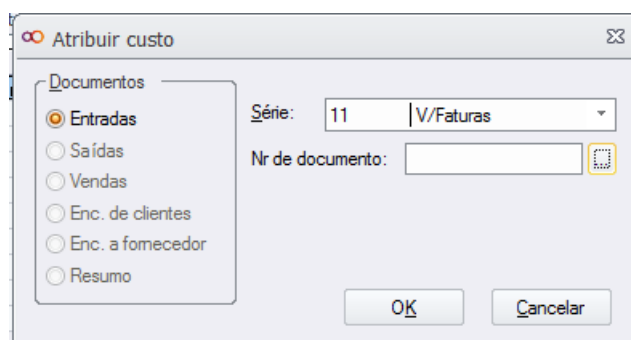 Atribuir custo
Documentos
Entradas
Saídas
Vendas
Enc. de clientes
Enc. a fornecedor
Resumo
Série: 11 V/Faturas
Nr de documento:
OK Cancelar